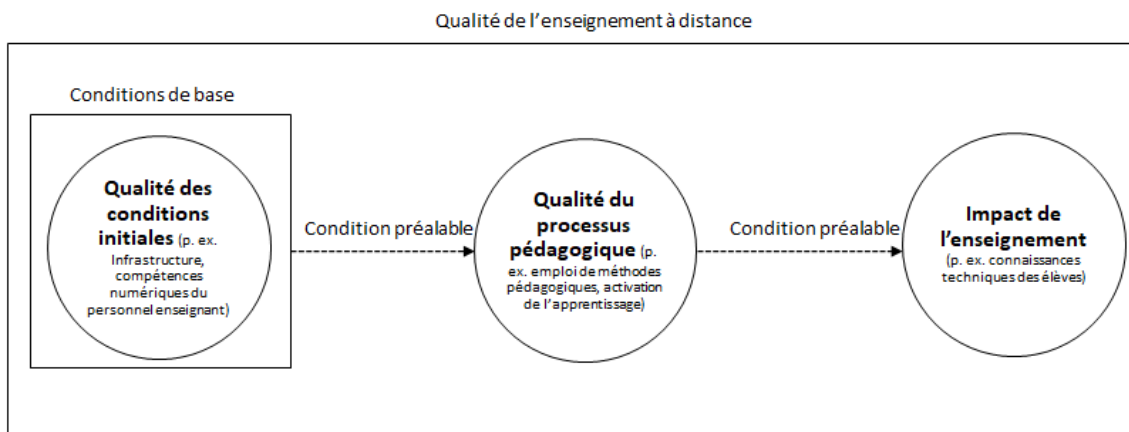 Qualité de l'enseignement à distance
Conditions de base
Qualité des
conditions
initiales (p. ex.
Infrastructure,
compétences
numériques du
personnel enseignant)
Condition préalable
Qualité du
processus
pédagogique (p.
ex. emploi de méthodes
pédagogiques, activation
de l'apprentissage)
Condition préalable
Impact de
l'enseignement
(p. ex. connaissances
techniques des élèves)